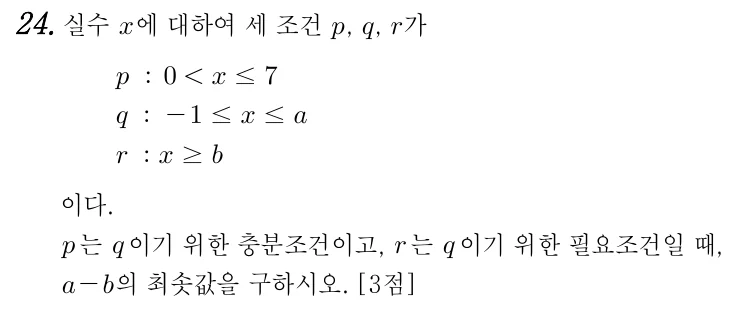 24. 실수 x에 대하여 세 조건 p, q, r가
p : 0 < x ≤ 7
q : −1 ≤ x ≤ a
r : x ≥ b
이다.
p는 q이기 위한 충분조건이고, r는 q이기 위한 필요조건일 때,
a−b의 최솟값을 구하시오. [3점]